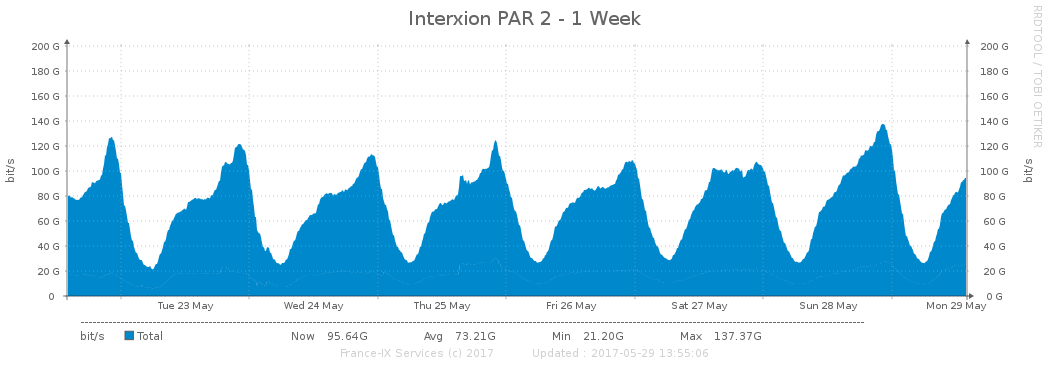 Interxion PAR 2 - 1 Week
RRDTOOL / TOBI OETIKER
200 G 200 G
180 G 180 G
160 G 160 G
140 G 140 G
120 G 120 G
100 G 100 G
80 G 80 G
60 G 60 G
40 G 40 G
20 G 20 G
0 0 G
bit/s bit/s
Tue 23 May Wed 24 May Thu 25 May Fri 26 May Sat 27 May Sun 28 May Mon 29 May
bit/s Total Now 95.64G Avg 73.21G Min 21.20G Max 137.37G
France-IX Services (c) 2017 Updated : 2017-05-29 13:55:06